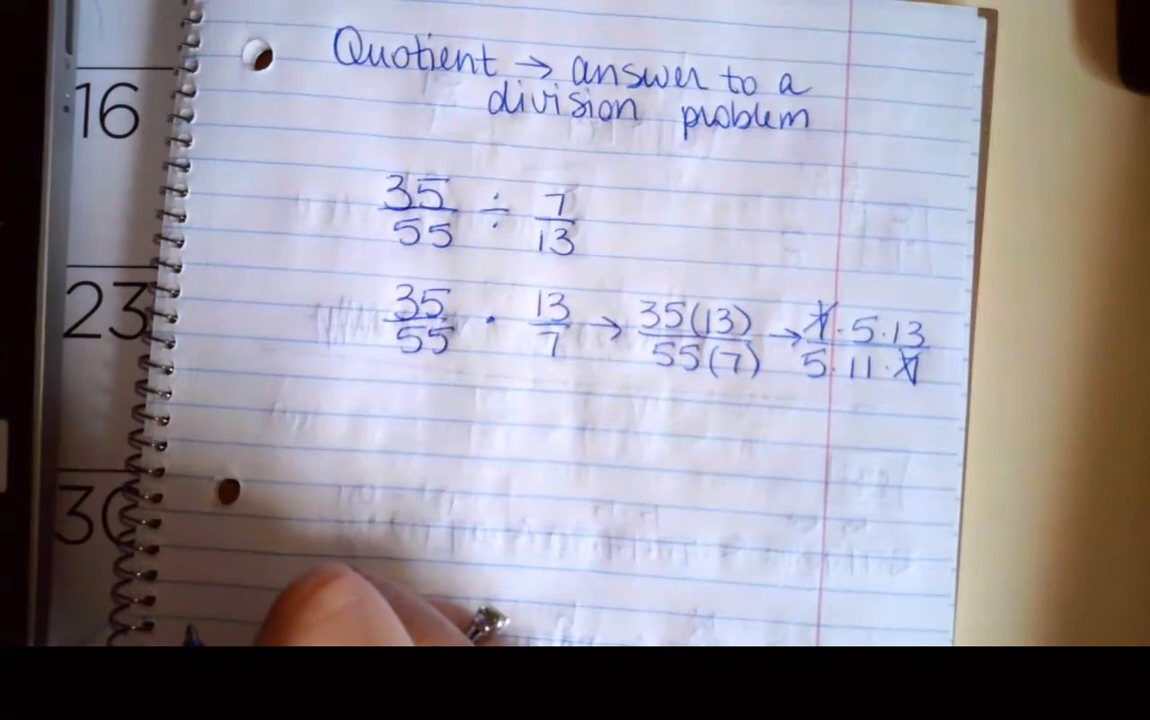 Quotient → answer to a
division problem
16
35/55 ÷ 7/13
23
35/55 · 13/7 → 35(13)/55(7) → 7·5·13/5·11·7
30